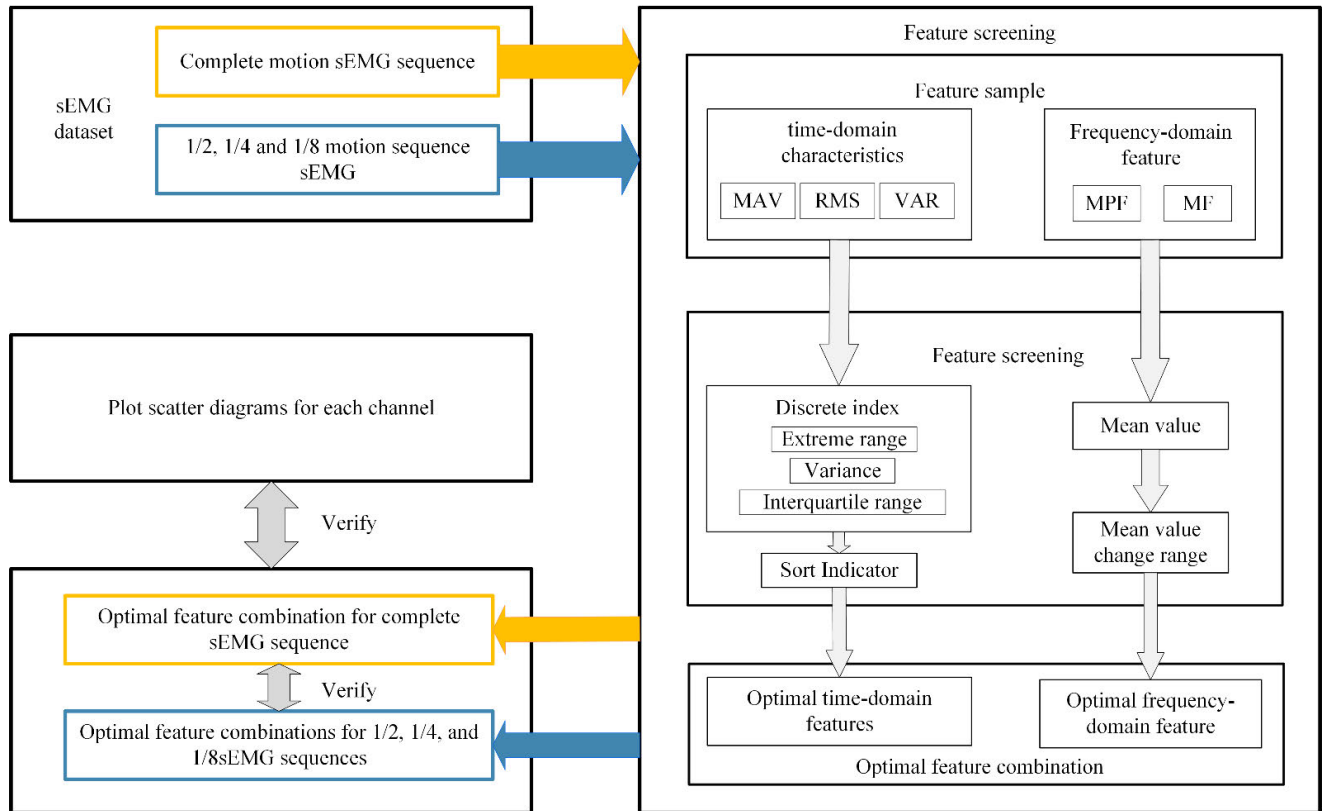 sEMG
dataset
Complete motion sEMG sequence
1/2, 1/4 and 1/8 motion sequence
sEMG
Plot scatter diagrams for each channel
Verify
Optimal feature combination for complete
sEMG sequence
Verify
Optimal feature combinations for 1/2, 1/4, and
1/8sEMG sequences
Feature screening
Feature sample
time-domain
characteristics
MAV
RMS
VAR
Frequency-domain
feature
MPF
MF
Feature screening
Discrete index
Extreme range
Variance
Interquartile range
Sort Indicator
Mean value
Mean value
change range
Optimal time-domain
features
Optimal frequency-
domain feature
Optimal feature combination